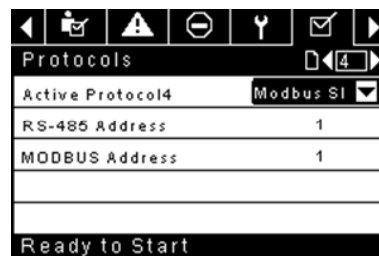 Protocols 4
Active Protocol4 Modbus Sl
RS-485 Address 1
MODBUS Address 1
Ready to Start